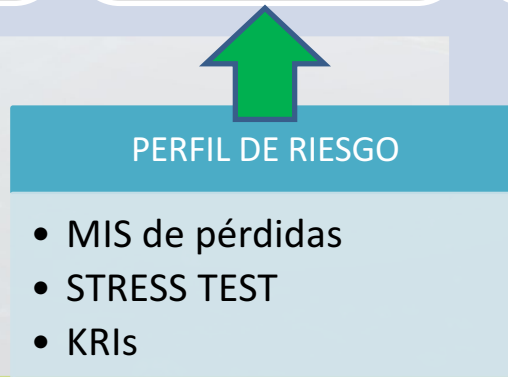 PERFIL DE RIESGO
• MIS de pérdidas
• STRESS TEST
• KRIs